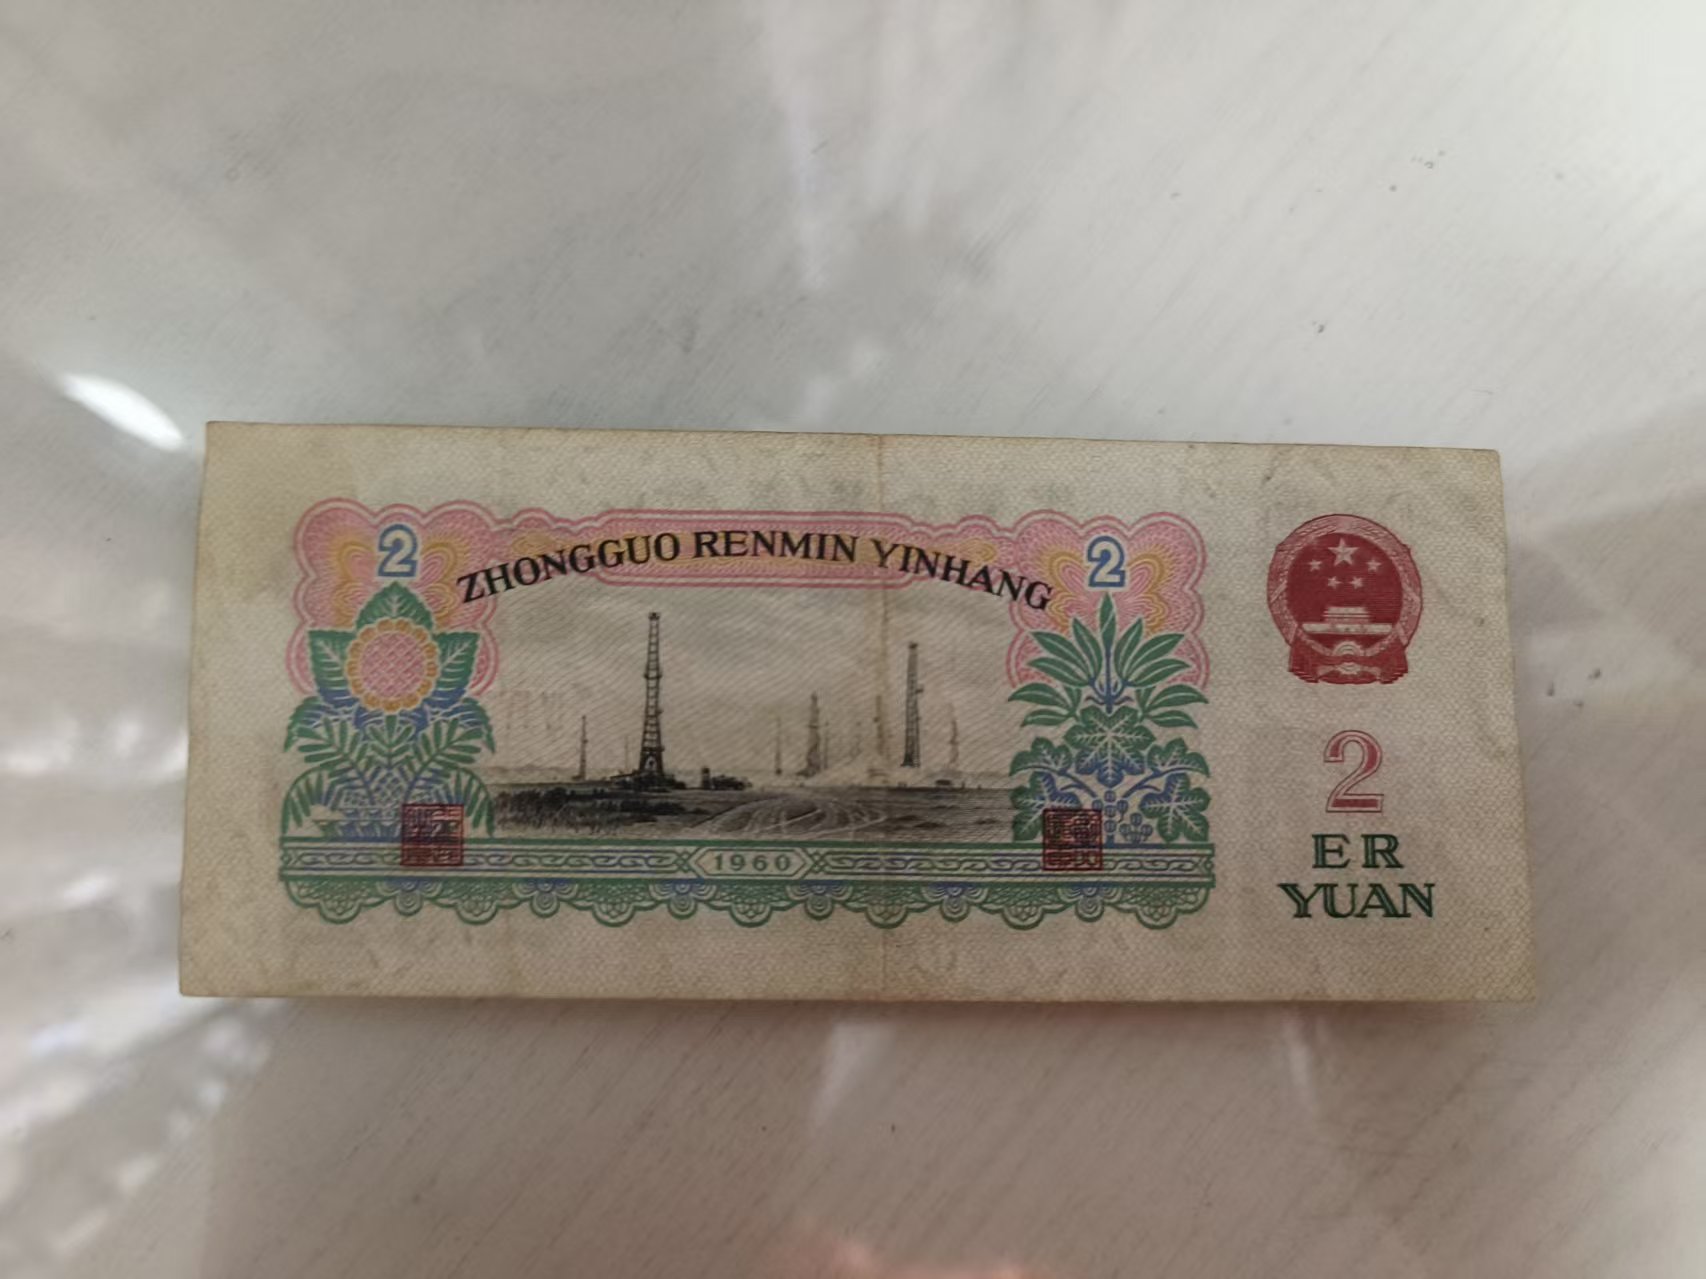 2
ZHONGGUO RENMIN YINHANG
2
1960
2
ER
YUAN